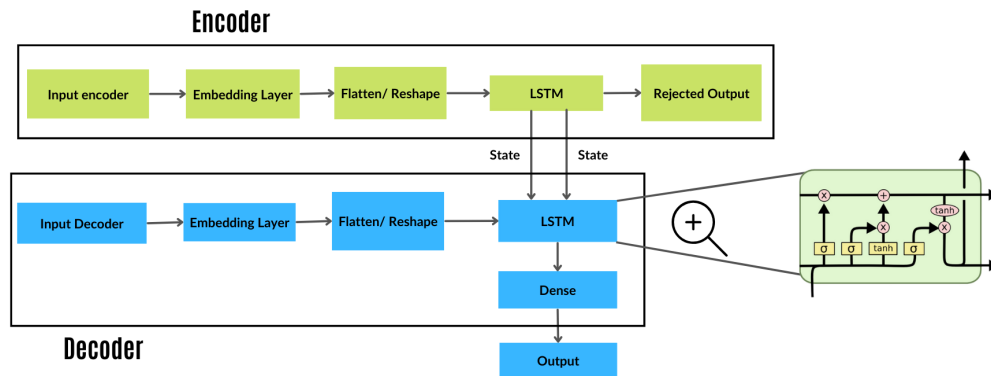 Encoder
Input encoder
Embedding Layer
Flatten/ Reshape
LSTM
Rejected Output
State
State
Input Decoder
Embedding Layer
Flatten/ Reshape
LSTM
Dense
Decoder
Output
x
+
tanh
x
x
σ
σ
tanh
σ